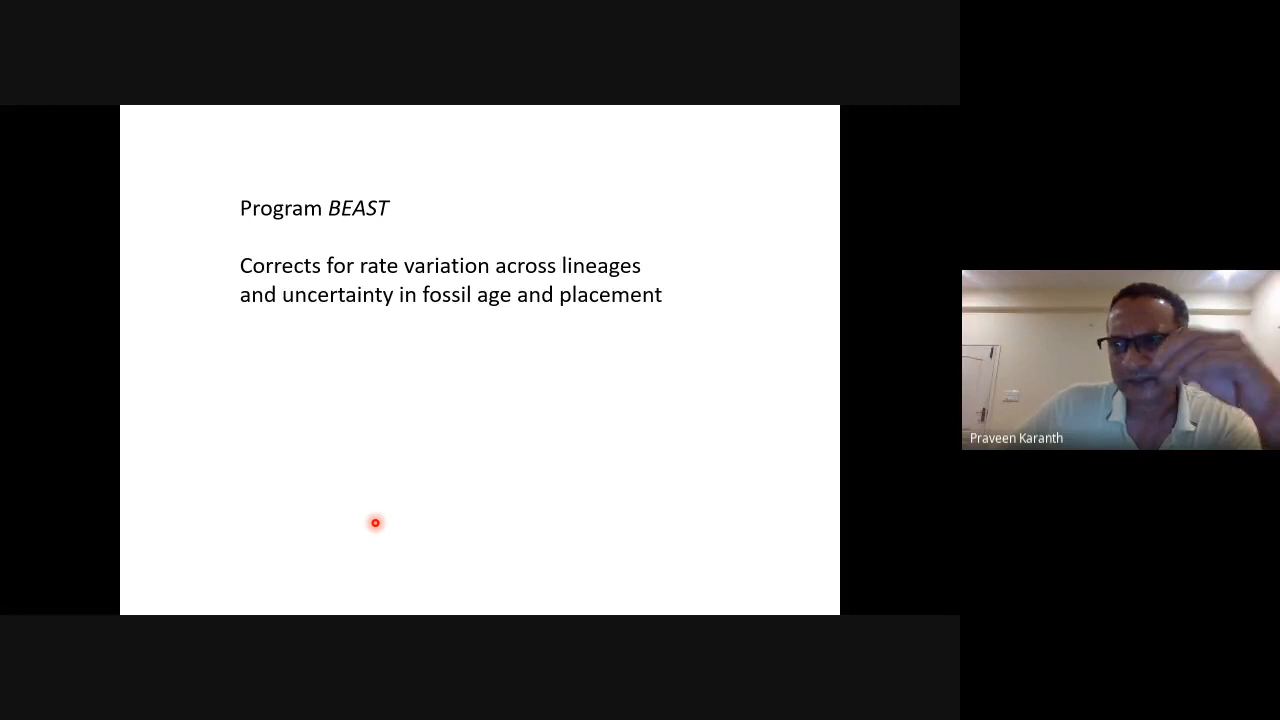 Program BEAST
Corrects for rate variation across lineages
and uncertainty in fossil age and placement
Praveen Karanth